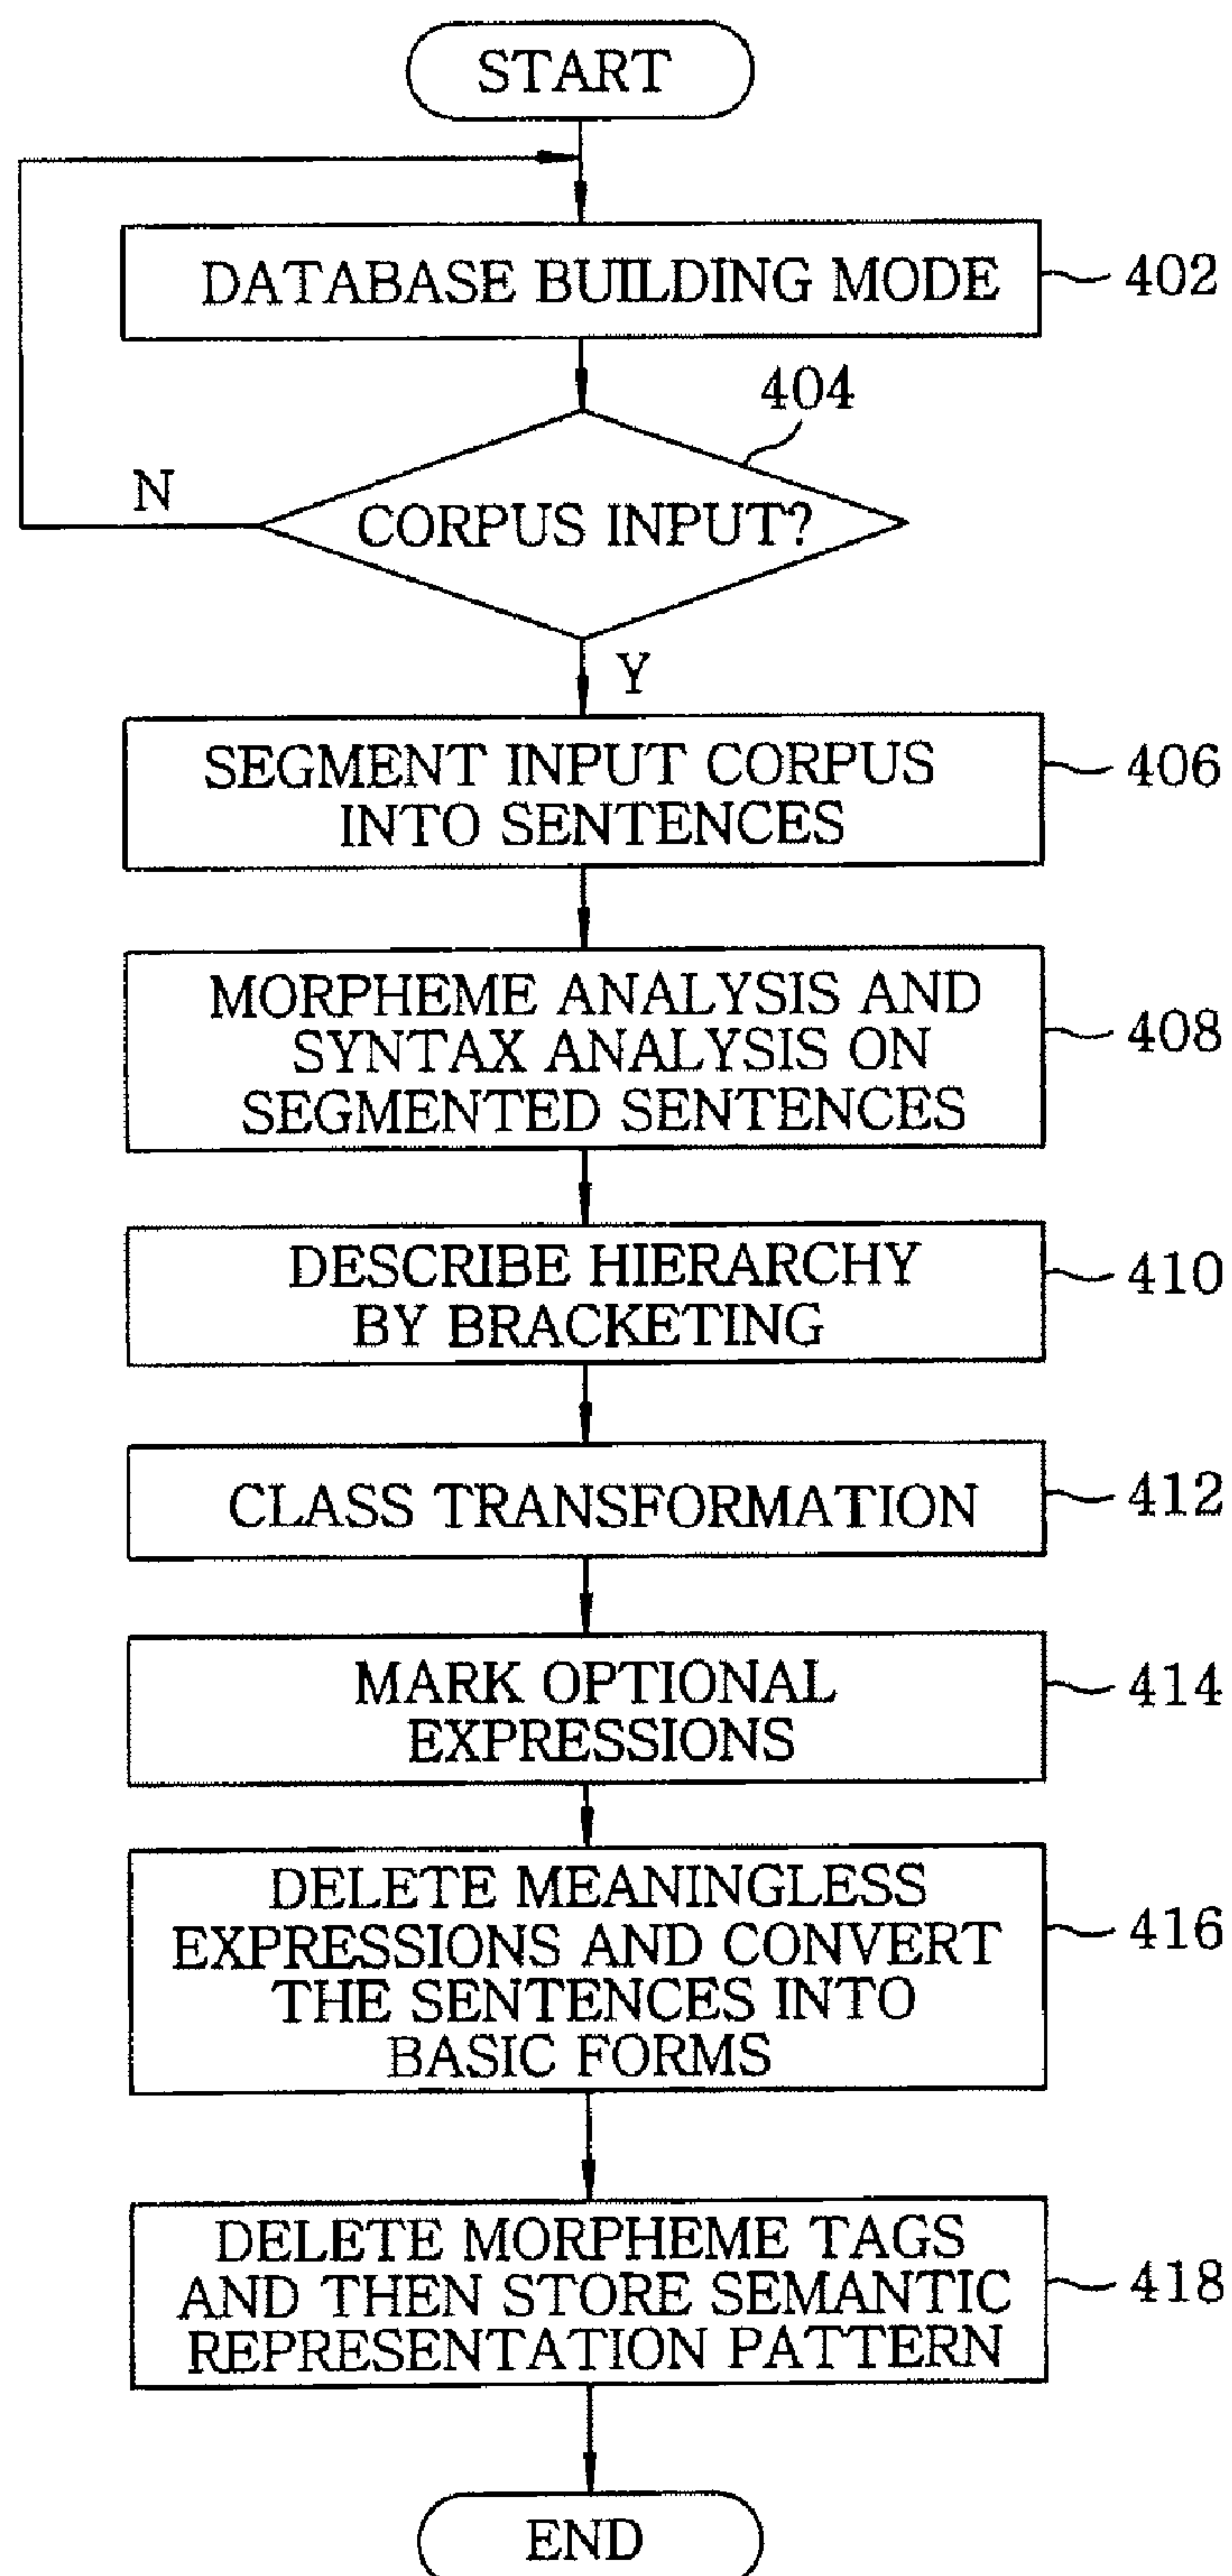 START
DATABASE BUILDING MODE
402
404
N
CORPUS INPUT?
Y
SEGMENT INPUT CORPUS
INTO SENTENCES
406
MORPHEME ANALYSIS AND
SYNTAX ANALYSIS ON
SEGMENTED SENTENCES
408
DESCRIBE HIERARCHY
BY BRACKETING
410
CLASS TRANSFORMATION
412
MARK OPTIONAL
EXPRESSIONS
414
DELETE MEANINGLESS
EXPRESSIONS AND CONVERT
THE SENTENCES INTO
BASIC FORMS
416
DELETE MORPHEME TAGS
AND THEN STORE SEMANTIC
REPRESENTATION PATTERN
418
END